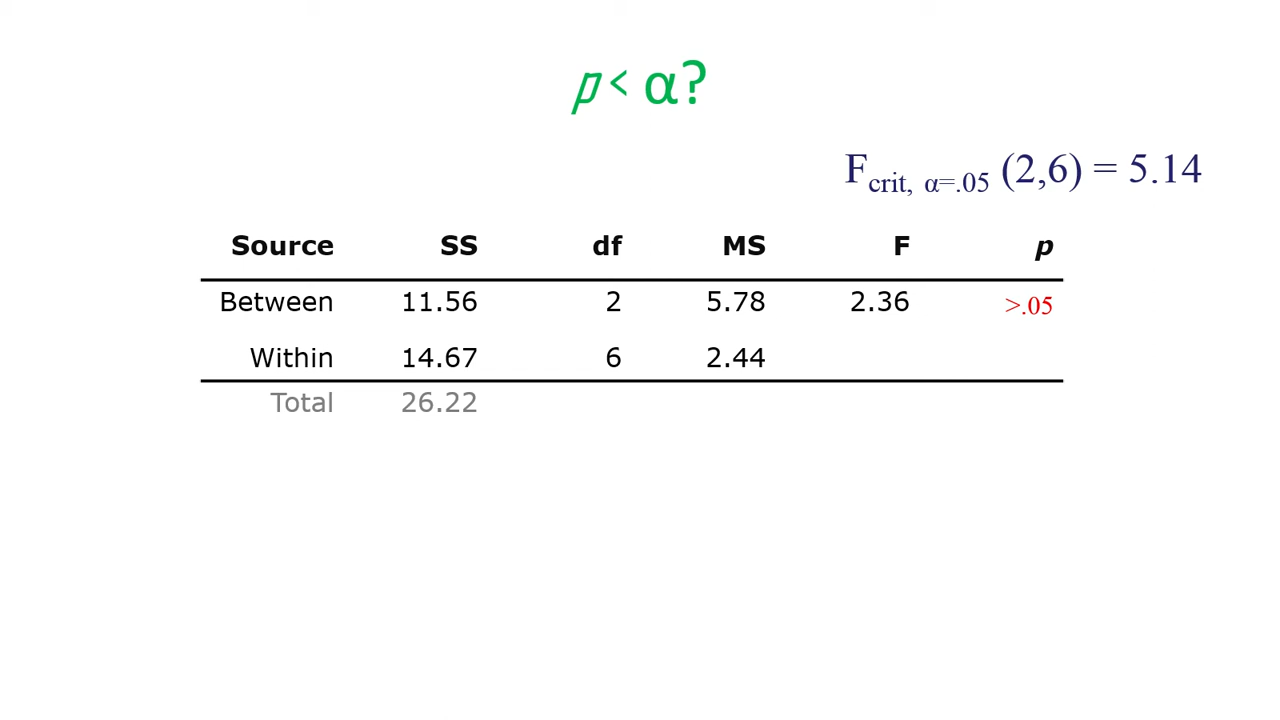 p < α?
Fcrit, α=.05 (2,6) = 5.14
Source SS df MS F p
Between 11.56 2 5.78 2.36 >.05
Within 14.67 6 2.44
Total 26.22